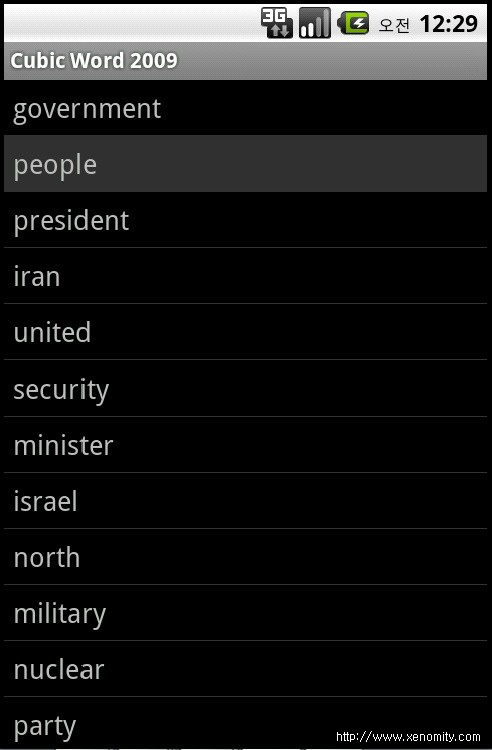 3G 오전 12:29
Cubic Word 2009
government
people
president
iran
united
security
minister
israel
north
military
nuclear
party
http://www.xenomity.com